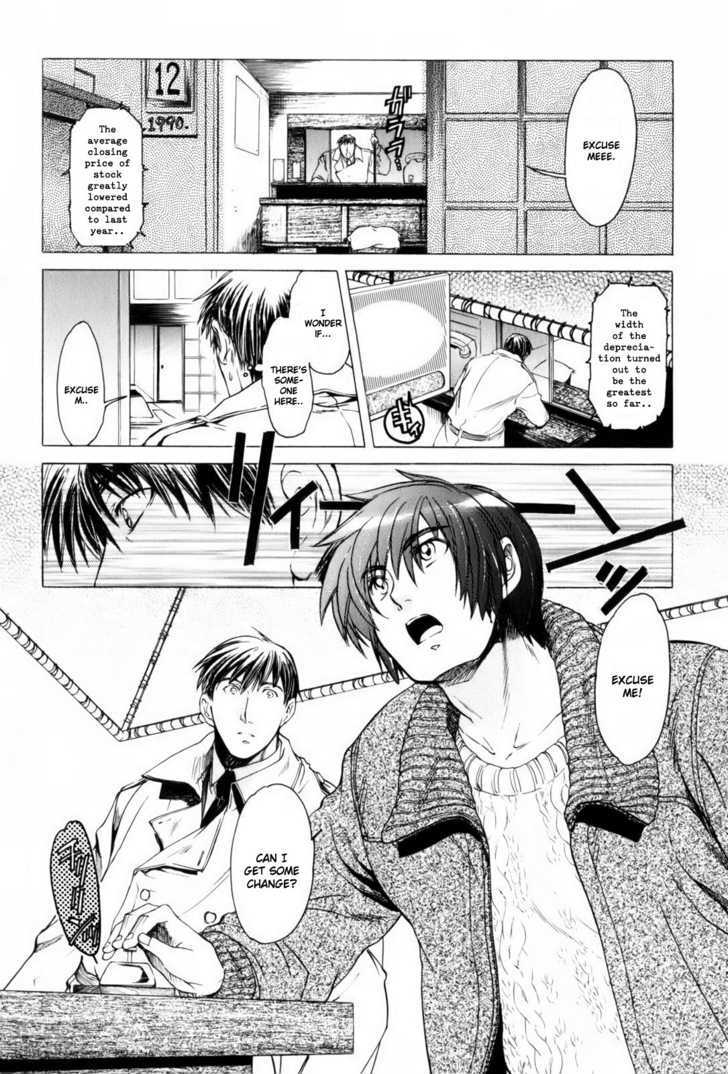 EXCUSE
MEEE.
ガララ…
12
1990.
The
average
closing
price of
stock
greatly
lowered
compared
to last
year..
The
width
of the
deprecia-
tion turned
out to
be the
greatest
so far..
I
WONDER
IF...
THERE'S
SOME-
ONE
HERE..
EXCUSE
M..
EXCUSE
ME!
CAN I
GET SOME
CHANGE?